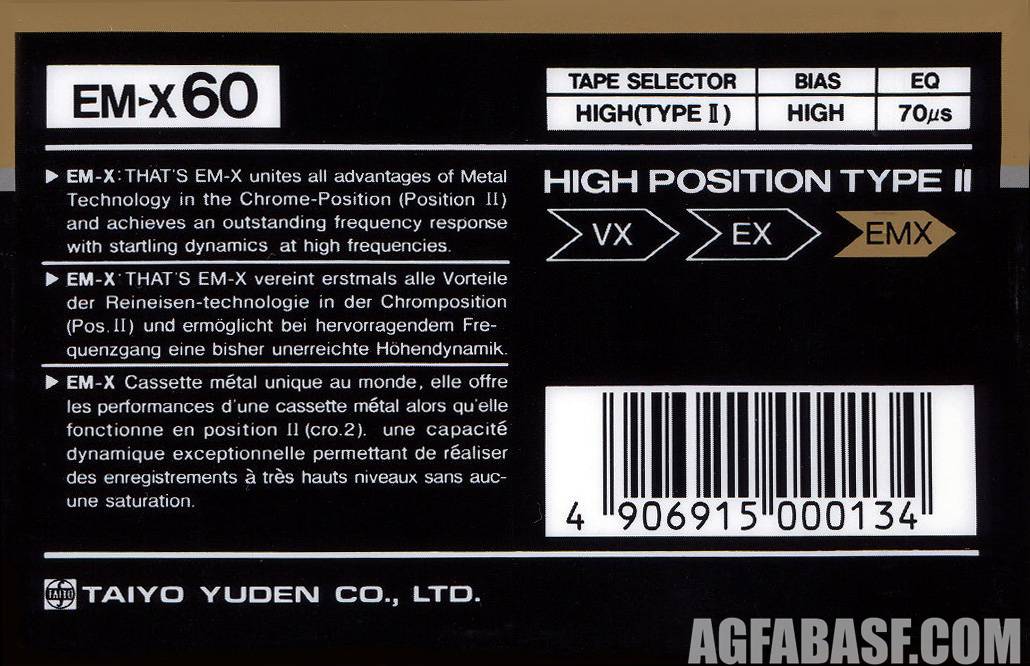 EM-X60
TAPE SELECTOR BIAS EQ
HIGH(TYPE II) HIGH 70μs
▶ EM-X: THAT'S EM-X unites all advantages of Metal
Technology in the Chrome-Position (Position II)
and achieves an outstanding frequency response
with startling dynamics at high frequencies.
▶ EM-X: THAT'S EM-X vereint erstmals alle Vorteile
der Reineisen-technologie in der Chromposition
(Pos. II) und ermöglicht bei hervorragendem Fre-
quenzgang eine bisher unerreichte Höhendynamik.
▶ EM-X Cassette métal unique au monde, elle offre
les performances d'une cassette métal alors qu'elle
fonctionne en position II (cro.2). une capacité
dynamique exceptionnelle permettant de réaliser
des enregistrements à très hauts niveaux sans auc-
une saturation.
HIGH POSITION TYPE II
VX EX EMX
4 906915 000134
TAIYO TAIYO YUDEN CO., LTD.
AGFABASF.COM